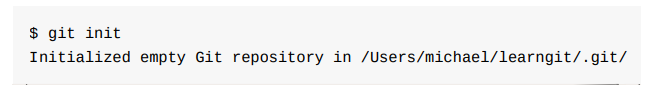 $ git init
Initialized empty Git repository in /Users/michael/learngit/.git/